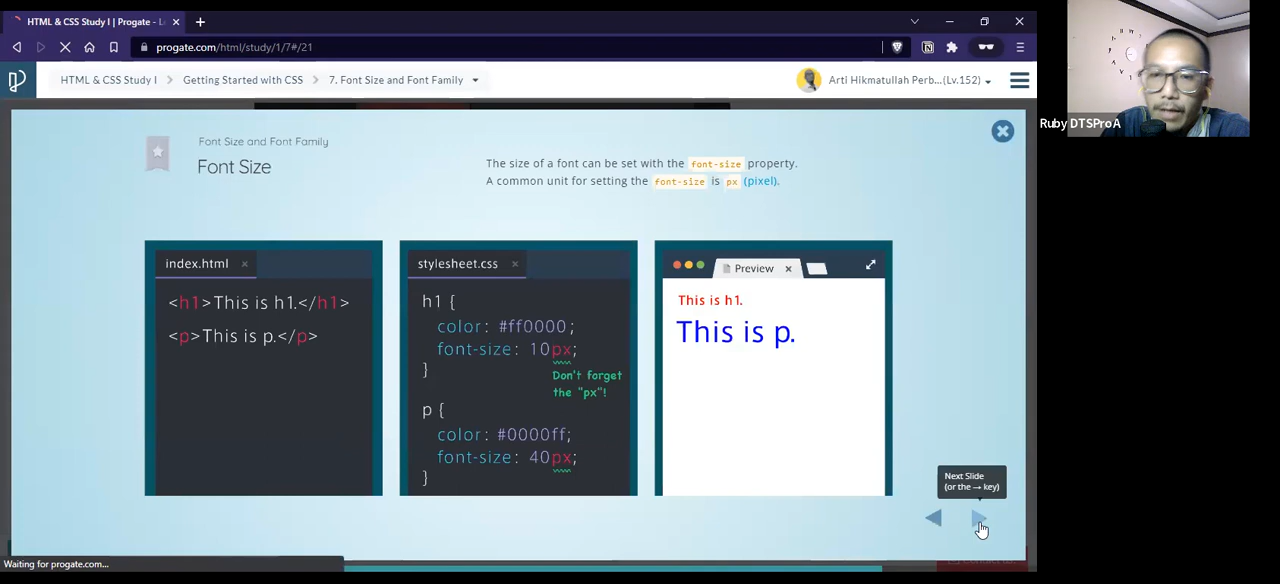 HTML & CSS Study I | Progate - L
progate.com/html/study/1/7#/21
HTML & CSS Study I
Getting Started with CSS
7. Font Size and Font Family
Arti Hikmatullah Perb...(Lv.152)
Ruby DTSPro A
Font Size and Font Family
Font Size
The size of a font can be set with the font-size property.
A common unit for setting the font-size is px (pixel).
index.html
<h1>This is h1.</h1>
<p>This is p.</p>
stylesheet.css
h1 {
color: #ff0000;
font-size: 10px;
}
Don't forget
the "px"!
p {
color: #0000ff;
font-size: 40px;
}
Preview
This is h1.
This is p.
Next Slide
(or the → key)
Waiting for progate.com...